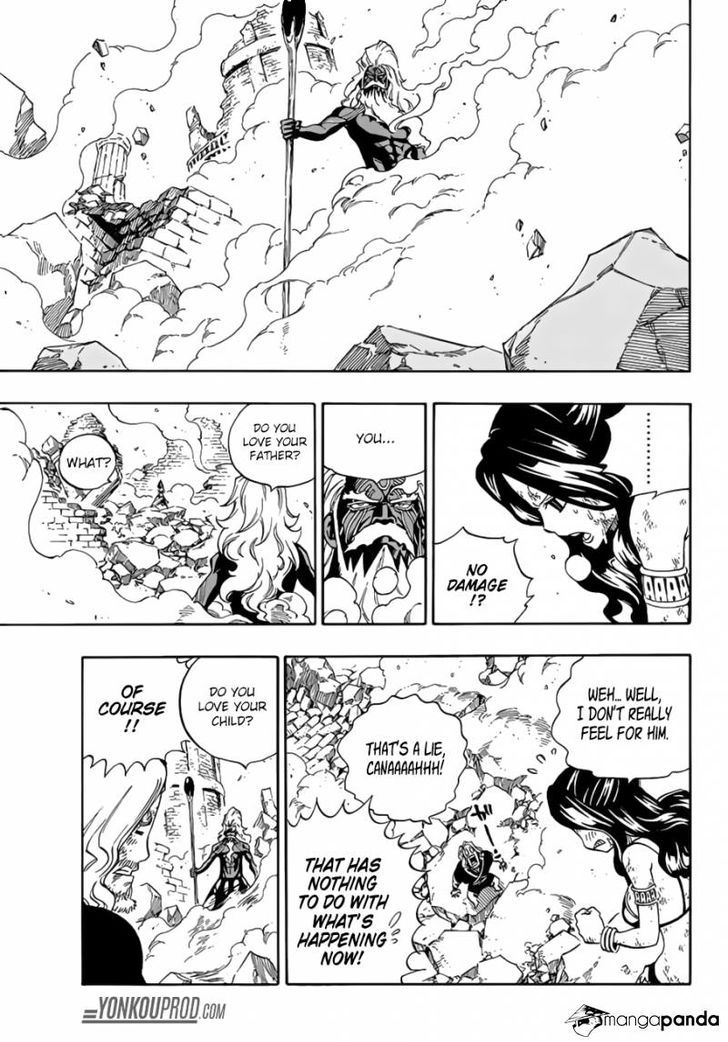 .........
NO
DAMAGE
!?
YOU...
DO YOU
LOVE YOUR
FATHER?
WHAT?
WEH... WELL,
I DON'T REALLY
FEEL FOR HIM.
THAT'S A LIE,
CANAAAAHHH!
THAT HAS
NOTHING
TO DO WITH
WHAT'S
HAPPENING
NOW!
DO YOU
LOVE YOUR
CHILD?
OF
COURSE
!!
YONKOUPROD.COM
mangapanda